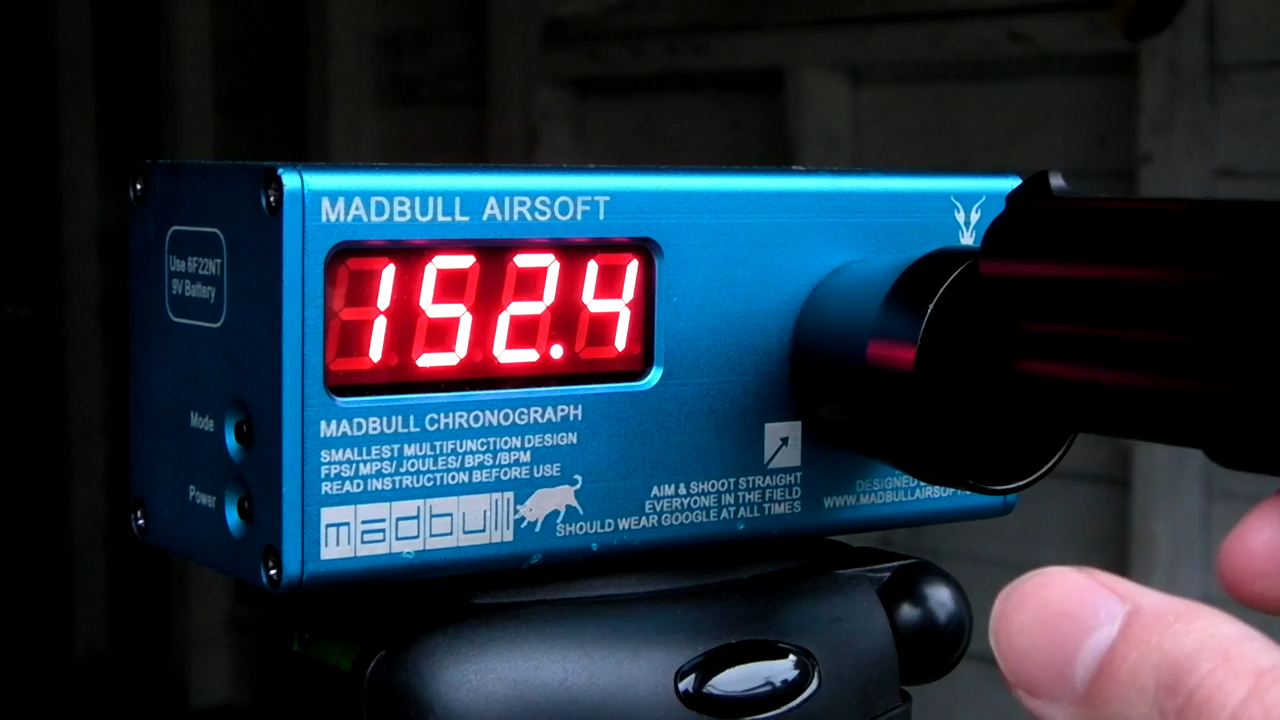 MADBULL AIRSOFT
Use 6F22NT
9V Battery
152.4
Mode
Power
MADBULL CHRONOGRAPH
SMALLEST MULTIFUNCTION DESIGN
FPS/ MPS/ JOULES/ BPS /BPM
READ INSTRUCTION BEFORE USE
madbull
AIM & SHOOT STRAIGHT
EVERYONE IN THE FIELD
SHOULD WEAR GOOGLE AT ALL TIMES
DESIGNED
WWW.MADBULLAIRSOFT.